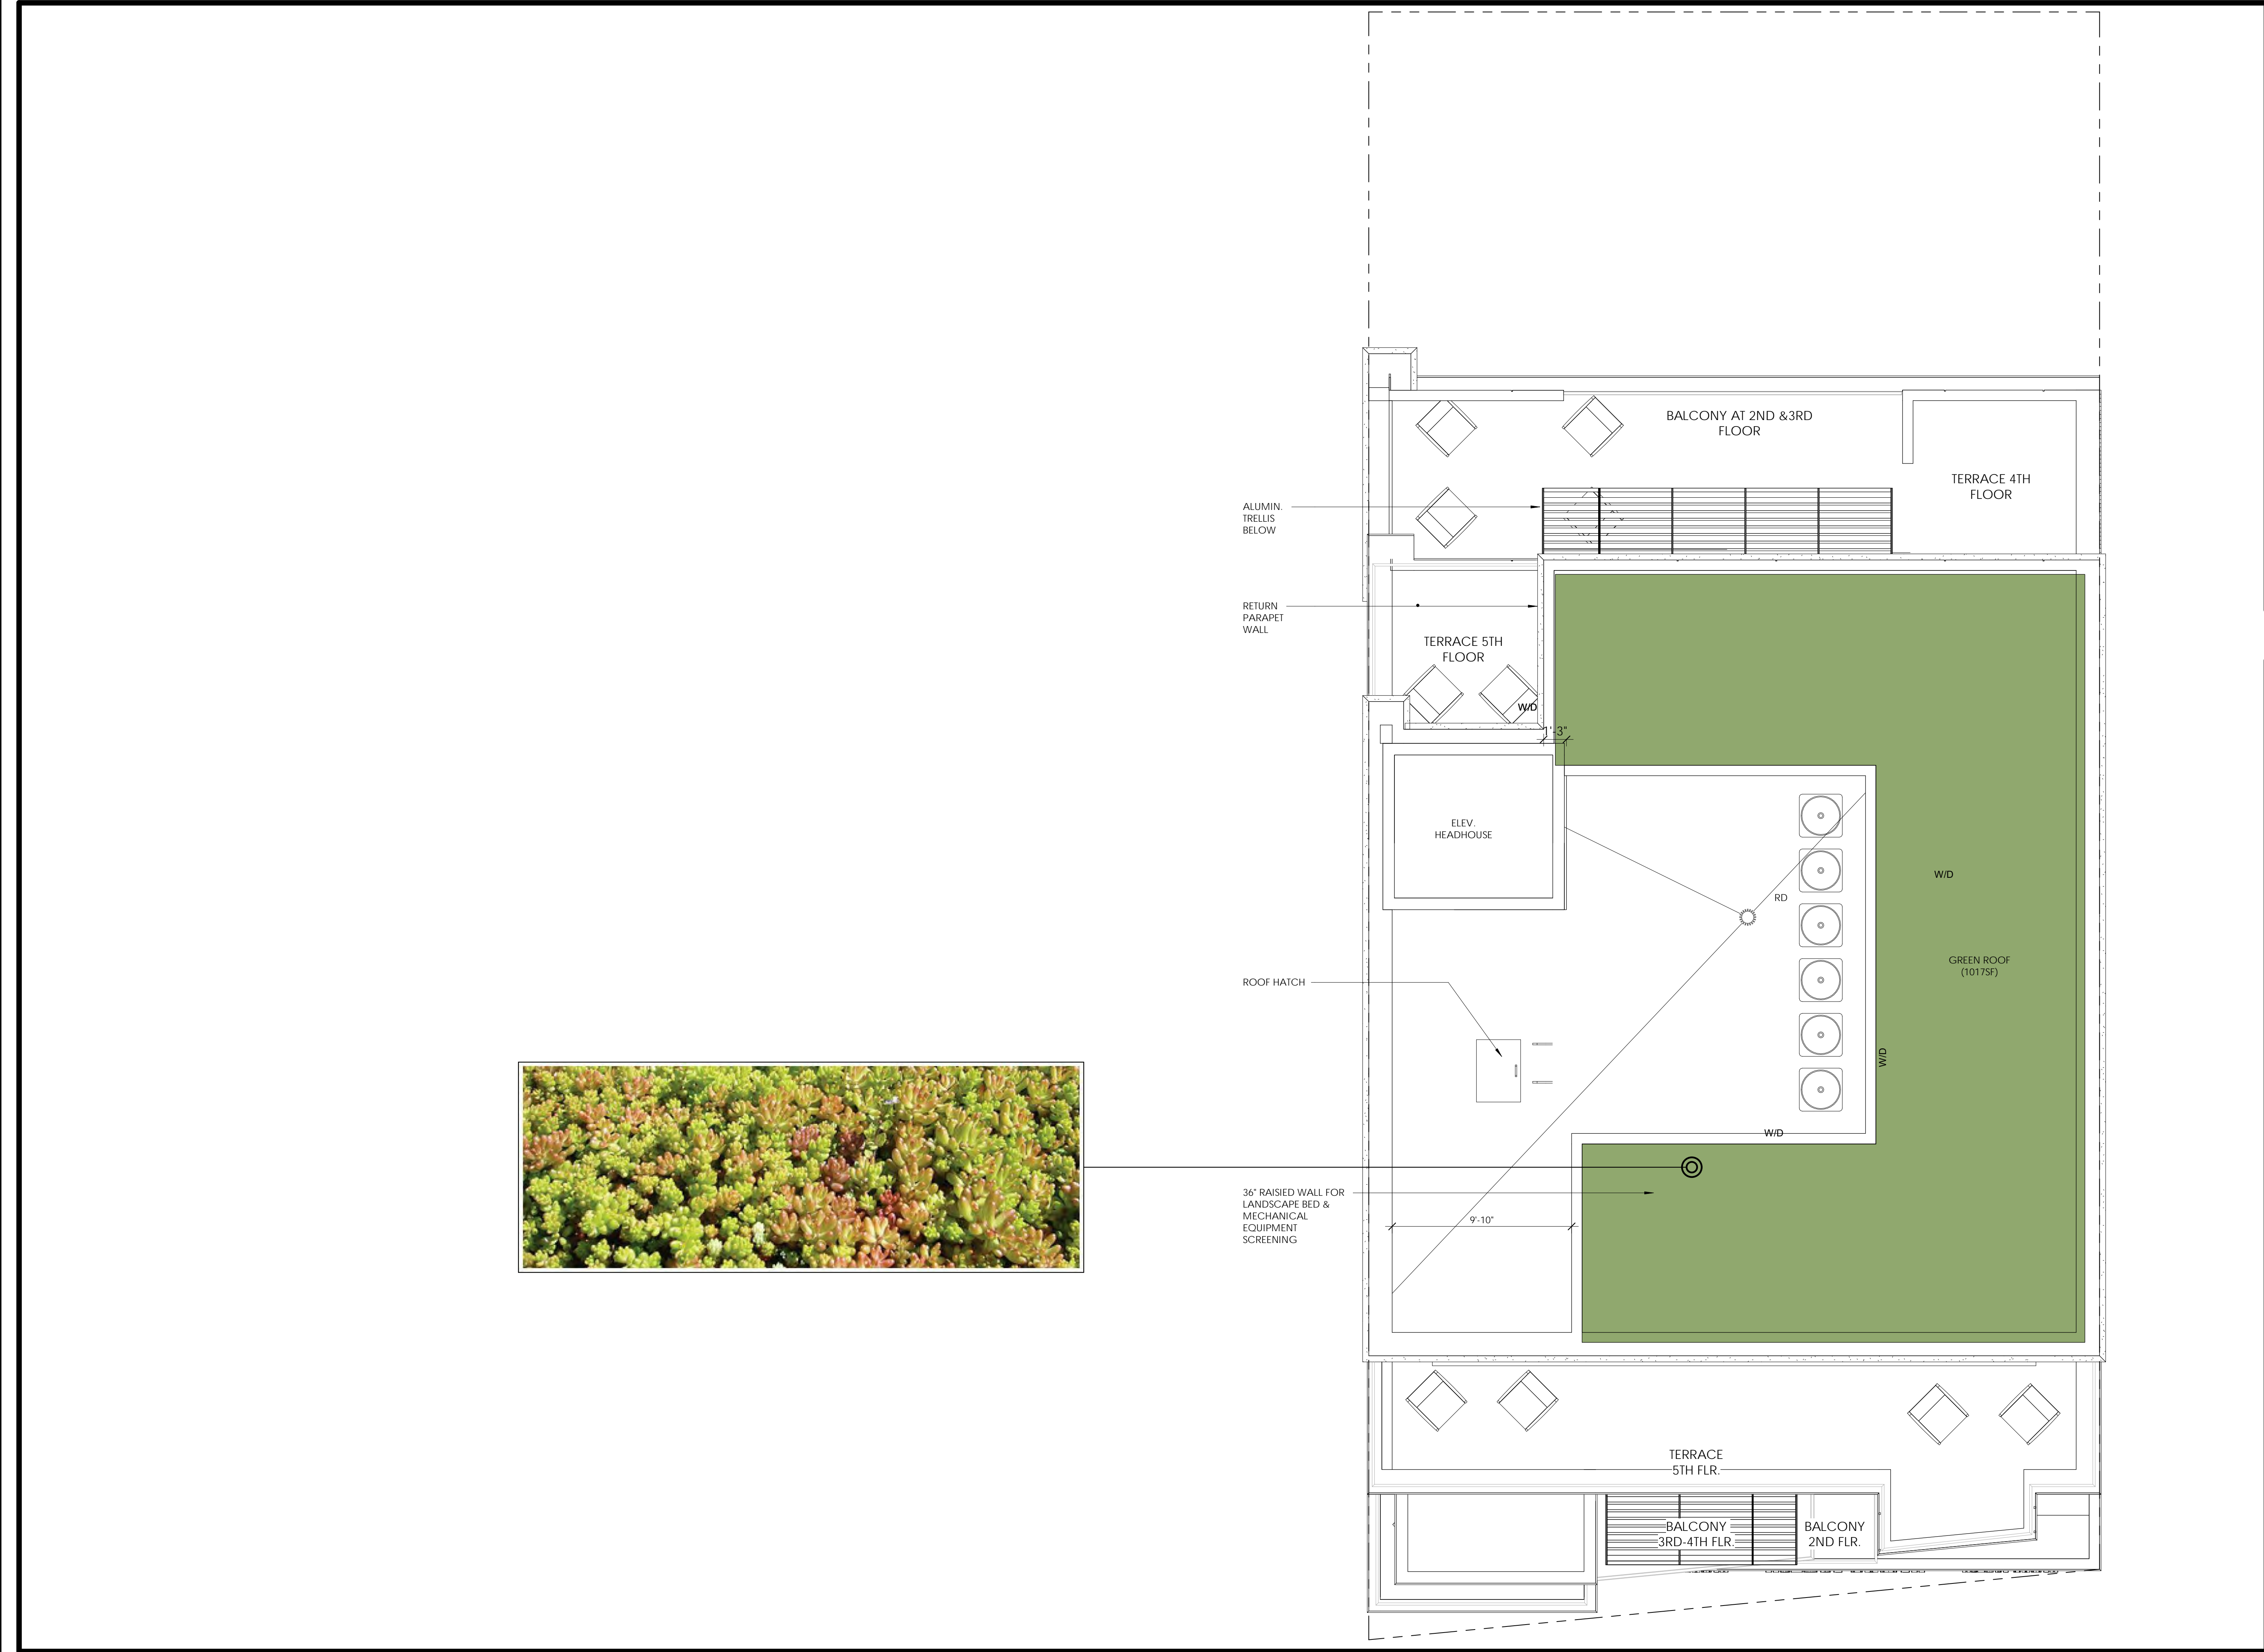 BALCONY AT 2ND &3RD
FLOOR
TERRACE 4TH
FLOOR
ALUMIN.
TRELLIS
BELOW
RETURN
PARAPET
WALL
TERRACE 5TH
FLOOR
W/D
1'-3"
ELEV.
HEADHOUSE
W/D
RD
GREEN ROOF
(1017SF)
ROOF HATCH
W/D
W/D
36" RAISIED WALL FOR
LANDSCAPE BED &
MECHANICAL
EQUIPMENT
SCREENING
9'-10"
TERRACE
5TH FLR.
BALCONY
3RD-4TH FLR.
BALCONY
2ND FLR.